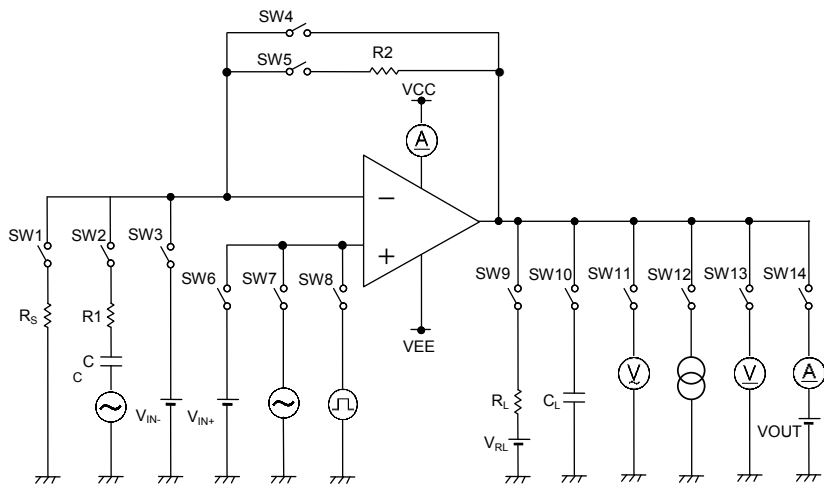 SW4
SW5
R2
VCC
A
SW1
SW2
SW3
−
+
SW6
SW7
SW8
SW9
SW10
SW11
SW12
SW13
SW14
RS
R1
C
C
VEE
VIN-
VIN+
RL
CL
V
V
A
VRL
VOUT